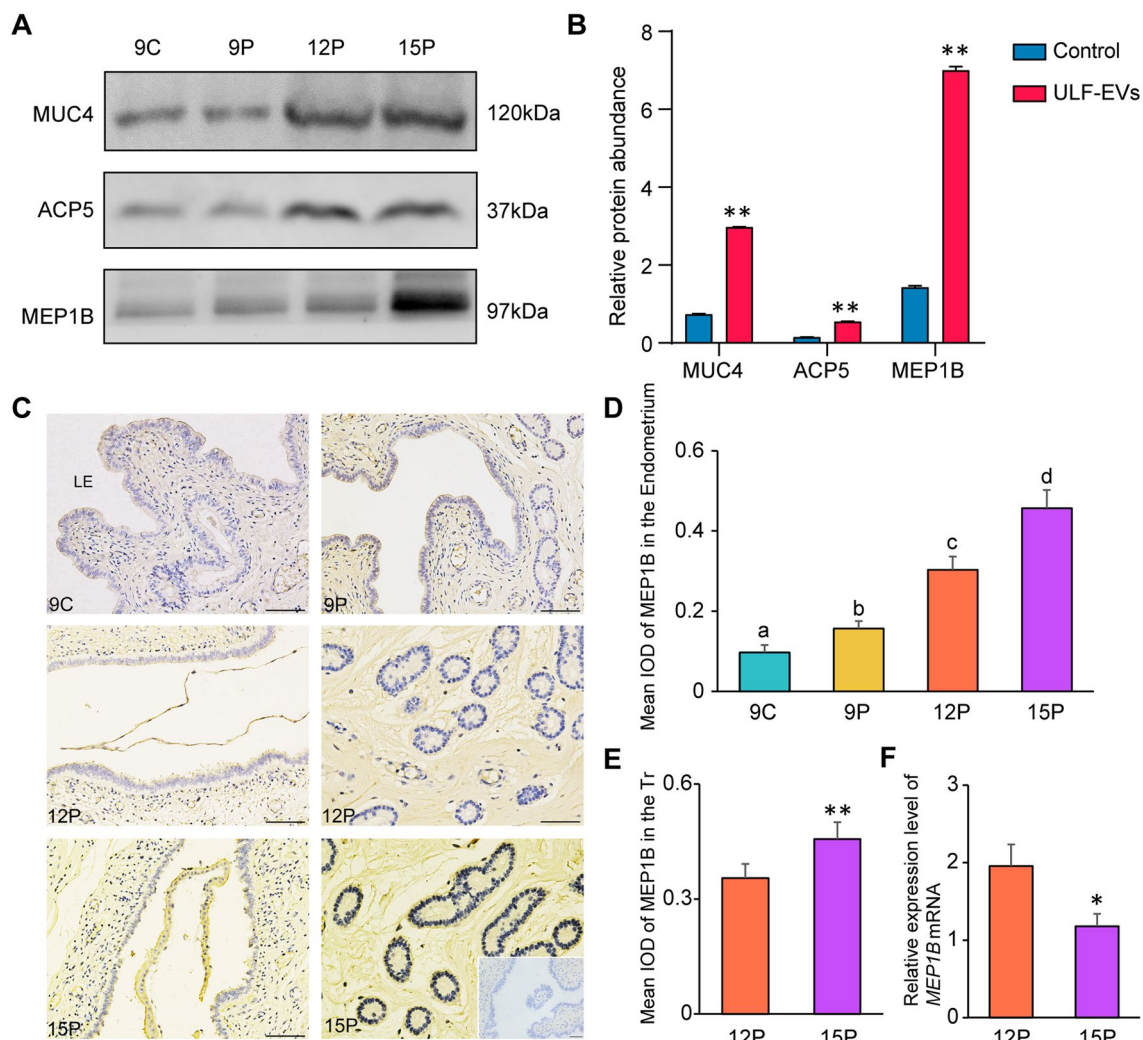 A
9C 9P 12P 15P
MUC4 120kDa
ACP5 37kDa
MEP1B 97kDa
B
Relative protein abundance
8
6
4
2
0
** ** **
MUC4 ACP5 MEP1B
Control
ULF-EVs
C
LE
9C
9P
12P
12P
15P
15P
D
Mean IOD of MEP1B in the Endometrium
0.6
0.4
0.2
0
a b c d
9C 9P 12P 15P
E
Mean IOD of MEP1B in the Tr
0.6
0.3
0
**
12P 15P
F
Relative expression level of
MEP1B mRNA
3
2
1
0
*
12P 15P